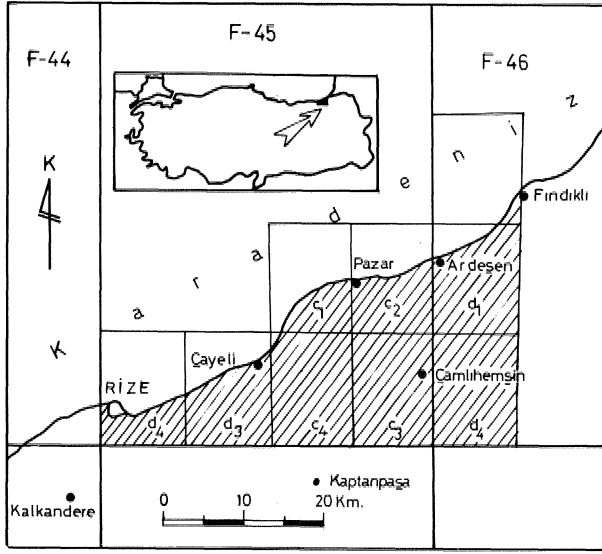 F-44
F-45
F-46
K
Karadeniz
Fındıklı
Pazar
Ardeşen
c1
c2
d1
Çayeli
Çamlıhemşin
RİZE
d4
d3
c4
c3
d4
Kaptanpaşa
Kalkandere
0 10 20 Km.